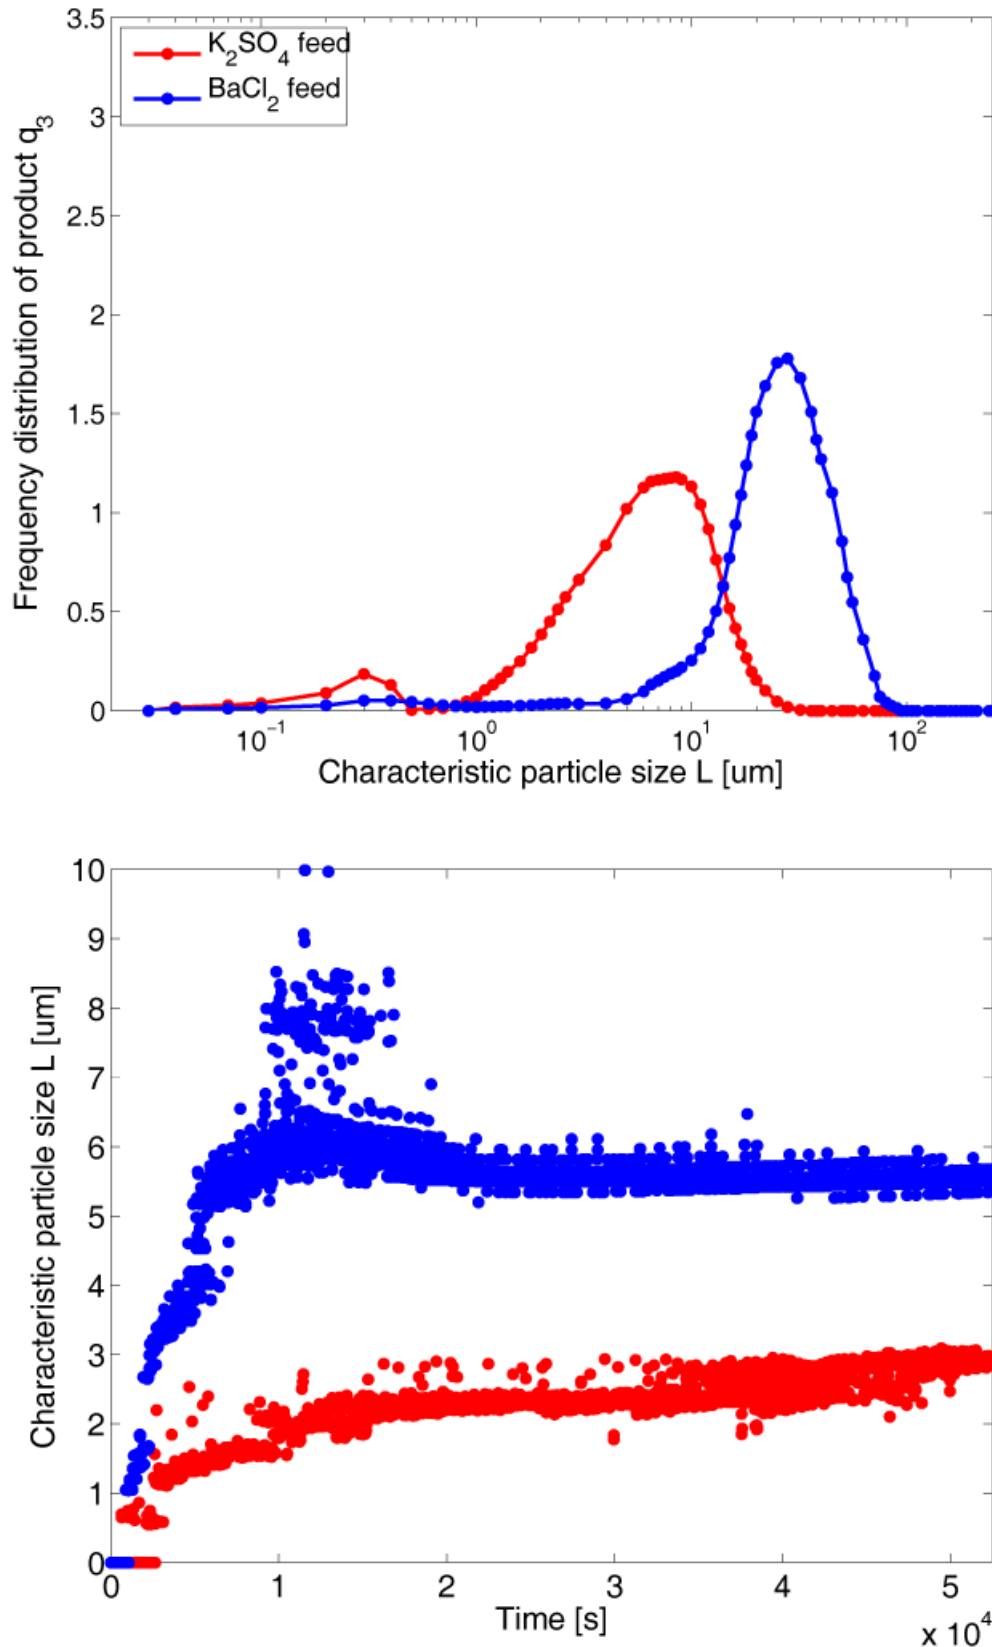 Frequency distribution of product q₃
3.5
3
2.5
2
1.5
1
0.5
0
K₂SO₄ feed
BaCl₂ feed
10⁻¹ 10⁰ 10¹ 10²
Characteristic particle size L [um]
Characteristic particle size L [um]
10
9
8
7
6
5
4
3
2
1
0
0 1 2 3 4 5
Time [s]
x 10⁴